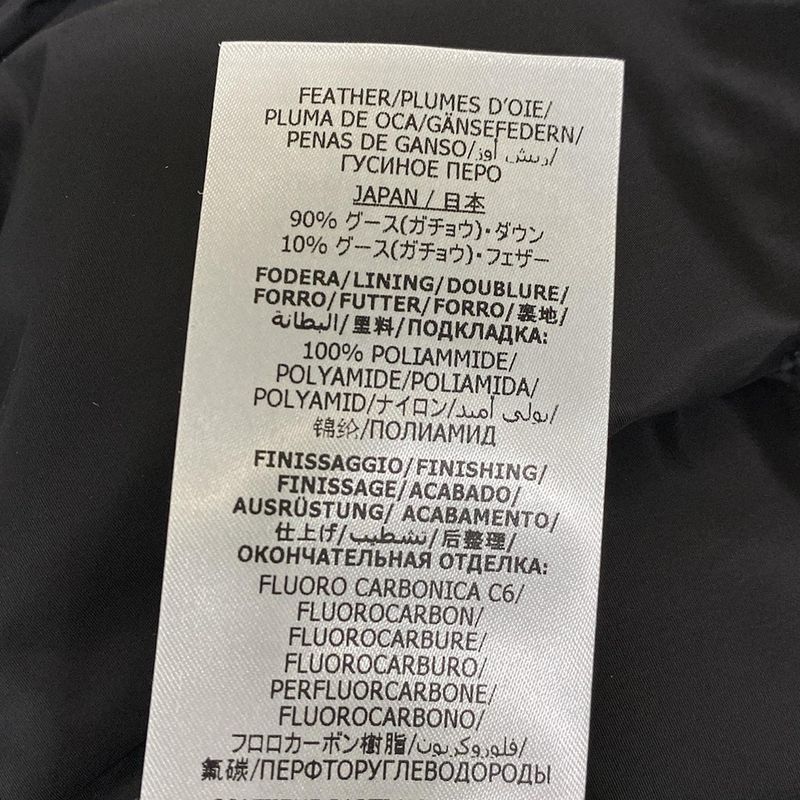 FEATHER/PLUMES D'OIE/
PLUMA DE OCA/GÄNSEFEDERN/
PENAS DE GANSO/ريش أوز/
ГУСИНОЕ ПЕРО
JAPAN / 日本
90% グース(ガチョウ)・ダウン
10% グース(ガチョウ)・フェザー
FODERA/LINING/DOUBLURE/
FORRO/FUTTER/FORRO/裏地/
البطانة/里料/ПОДКЛАДКА:
100% POLIAMMIDE/
POLYAMIDE/POLIAMIDA/
POLYAMID/ナイロン/بولي أميد/
锦纶/ПОЛИАМИД
FINISSAGGIO/FINISHING/
FINISSAGE/ACABADO/
AUSRÜSTUNG/ ACABAMENTO/
仕上げ/تشطيب/后整理/
ОКОНЧАТЕЛЬНАЯ ОТДЕЛКА:
FLUORO CARBONICA C6/
FLUOROCARBON/
FLUOROCARBURE/
FLUOROCARBURO/
PERFLUORCARBONE/
FLUOROCARBONO/
フロロカーボン樹脂/فلوروكربون/
氟碳/ПЕРФТОРУГЛЕВОДОРОДЫ